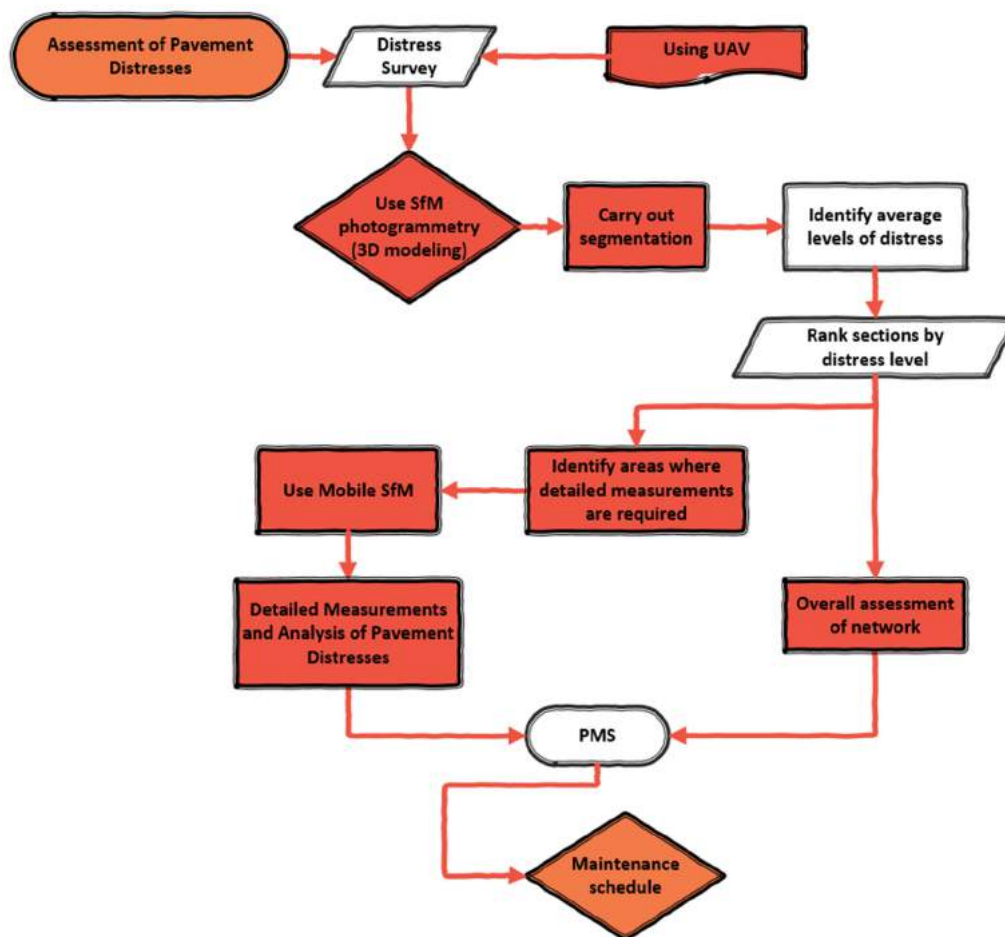 Assessment of Pavement
Distresses
Distress
Survey
Using UAV
Use SfM
photogrammetry
(3D modeling)
Carry out
segmentation
Identify average
levels of distress
Rank sections by
distress level
Use Mobile SfM
Identify areas where
detailed measurements
are required
Detailed Measurements
and Analysis of Pavement
Distresses
Overall assessment
of network
PMS
Maintenance
schedule